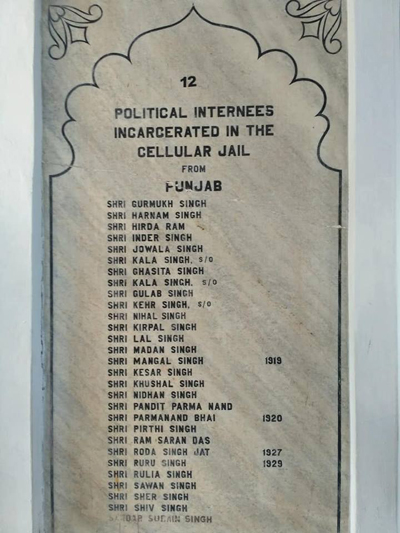 12
POLITICAL INTERNEES
INCARCERATED IN THE
CELLULAR JAIL
FROM
PUNJAB
SHRI GURMUKH SINGH
SHRI HARNAM SINGH
SHRI HIRDA RAM
SHRI INDER SINGH
SHRI JOWALA SINGH
SHRI KALA SINGH, S/O
SHRI GHASITA SINGH
SHRI KALA SINGH, S/O
SHRI GULAB SINGH
SHRI KEHR SINGH, S/O
SHRI NIHAL SINGH
SHRI KIRPAL SINGH
SHRI LAL SINGH
SHRI MADAN SINGH
SHRI MANGAL SINGH 1919
SHRI KESAR SINGH
SHRI KHUSHAL SINGH
SHRI NIDHAN SINGH
SHRI PANDIT PARMA NAND
SHRI PARMANAND BHAI 1920
SHRI PIRTHI SINGH
SHRI RAM SARAN DAS
SHRI RODA SINGH JAT 1927
SHRI RURU SINGH 1929
SHRI RULIA SINGH
SHRI SAWAN SINGH
SHRI SHER SINGH
SHRI SHIV SINGH
SINGH